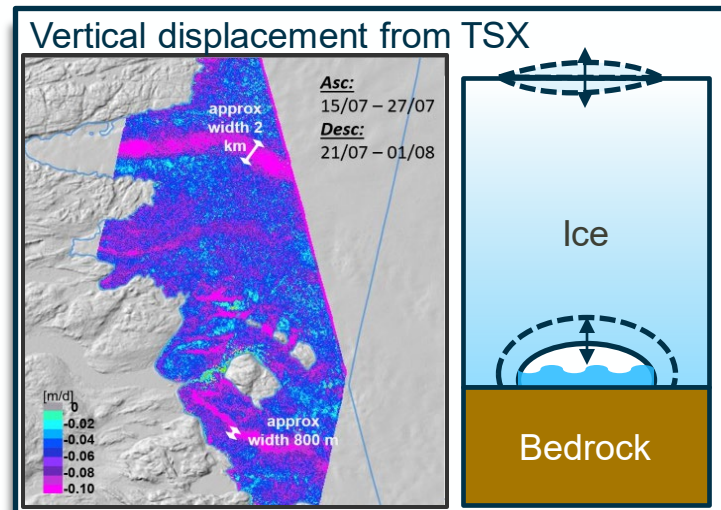 Vertical displacement from TSX
Asc:
15/07 – 27/07
Desc:
21/07 – 01/08
approx
width 2
km
approx
width 800 m
[m/d]
0
-0.02
-0.04
-0.06
-0.08
-0.10
Ice
Bedrock